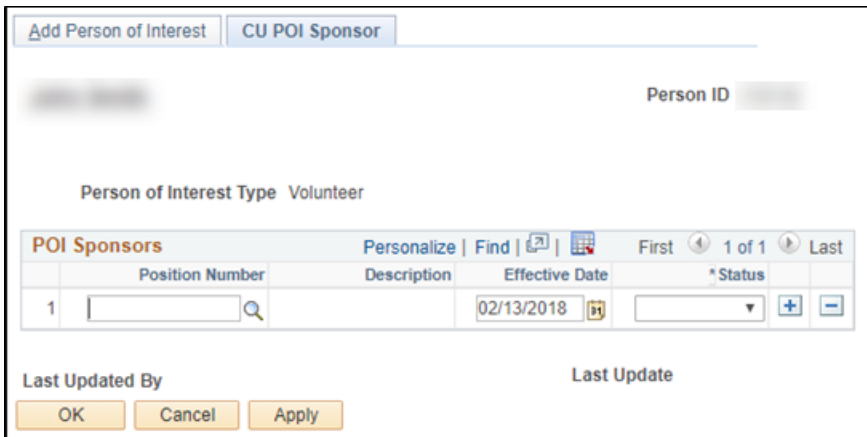 Add Person of Interest CU POI Sponsor
Person ID
Person of Interest Type Volunteer
POI Sponsors Personalize | Find | | First 1 of 1 Last
Position Number Description Effective Date *Status
1 02/13/2018 31
Last Updated By Last Update
OK Cancel Apply